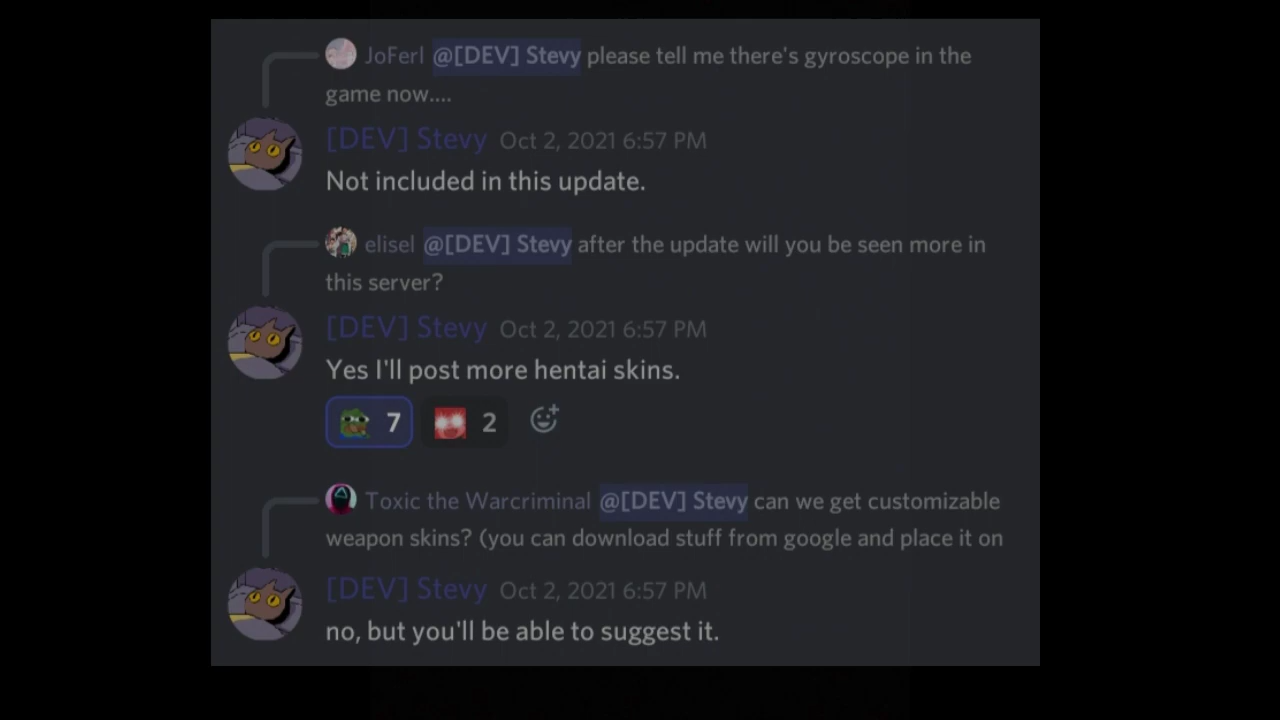 JoFerl @[DEV] Stevy please tell me there's gyroscope in the
game now....
[DEV] Stevy Oct 2, 2021 6:57 PM
Not included in this update.
elisel @[DEV] Stevy after the update will you be seen more in
this server?
[DEV] Stevy Oct 2, 2021 6:57 PM
Yes I'll post more hentai skins.
7 2
Toxic the Warcriminal @[DEV] Stevy can we get customizable
weapon skins? (you can download stuff from google and place it on
[DEV] Stevy Oct 2, 2021 6:57 PM
no, but you'll be able to suggest it.